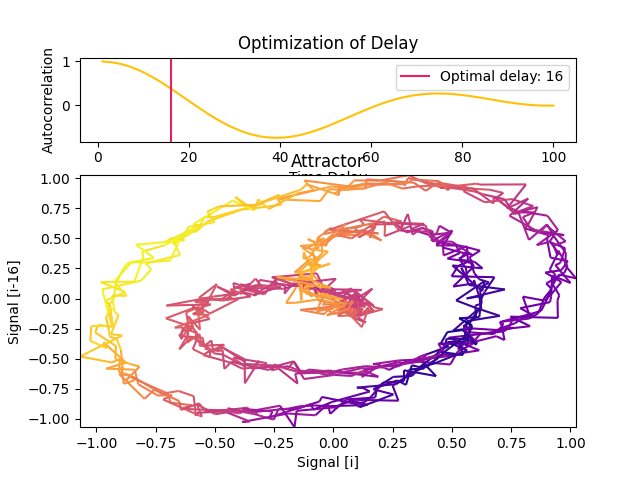 Optimization of Delay
Autocorrelation
1
0
Optimal delay: 16
0 20 40 60 80 100
Time Delay
Attractor
Signal [i-16]
1.00
0.75
0.50
0.25
0.00
−0.25
−0.50
−0.75
−1.00
−1.00 −0.75 −0.50 −0.25 0.00 0.25 0.50 0.75 1.00
Signal [i]